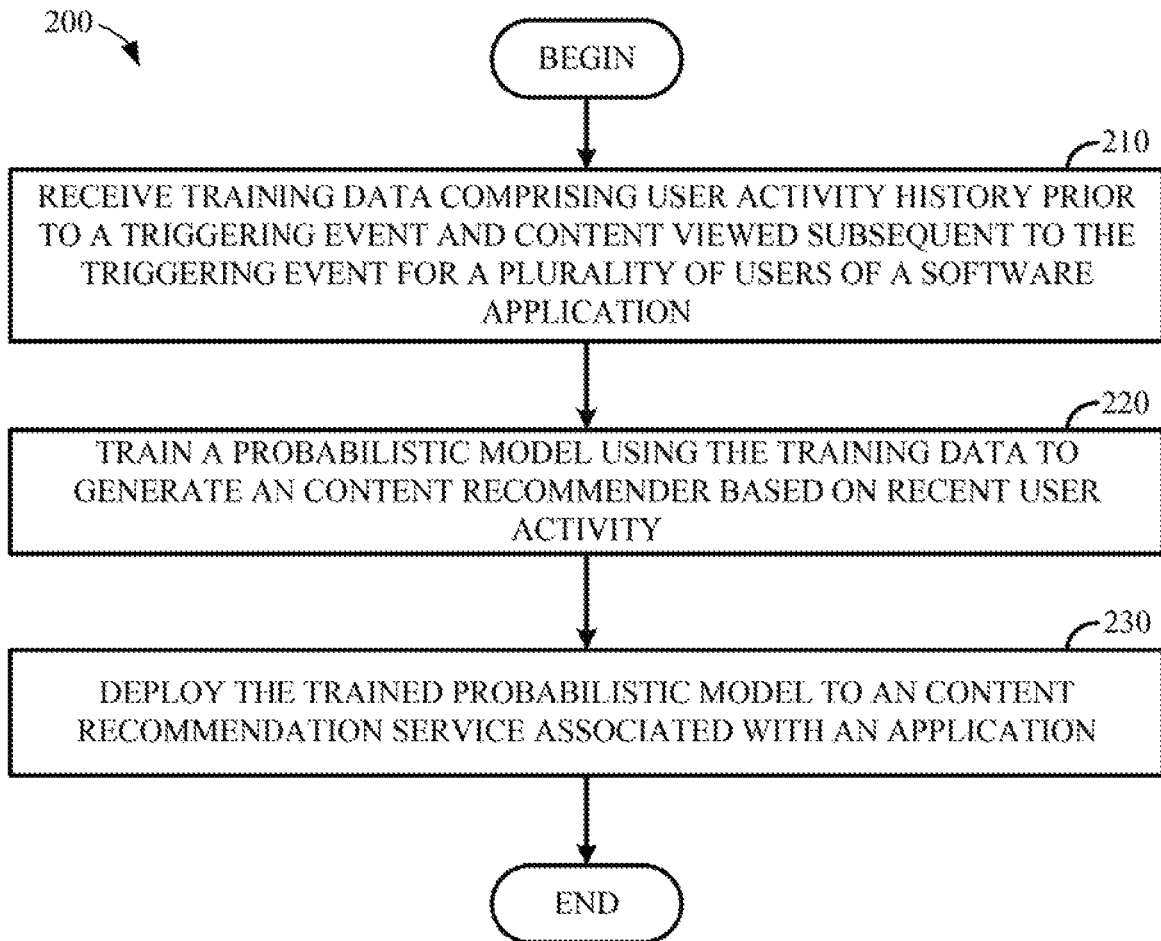 200
BEGIN
210
RECEIVE TRAINING DATA COMPRISING USER ACTIVITY HISTORY PRIOR
TO A TRIGGERING EVENT AND CONTENT VIEWED SUBSEQUENT TO THE
TRIGGERING EVENT FOR A PLURALITY OF USERS OF A SOFTWARE
APPLICATION
220
TRAIN A PROBABILISTIC MODEL USING THE TRAINING DATA TO
GENERATE AN CONTENT RECOMMENDER BASED ON RECENT USER
ACTIVITY
230
DEPLOY THE TRAINED PROBABILISTIC MODEL TO AN CONTENT
RECOMMENDATION SERVICE ASSOCIATED WITH AN APPLICATION
END